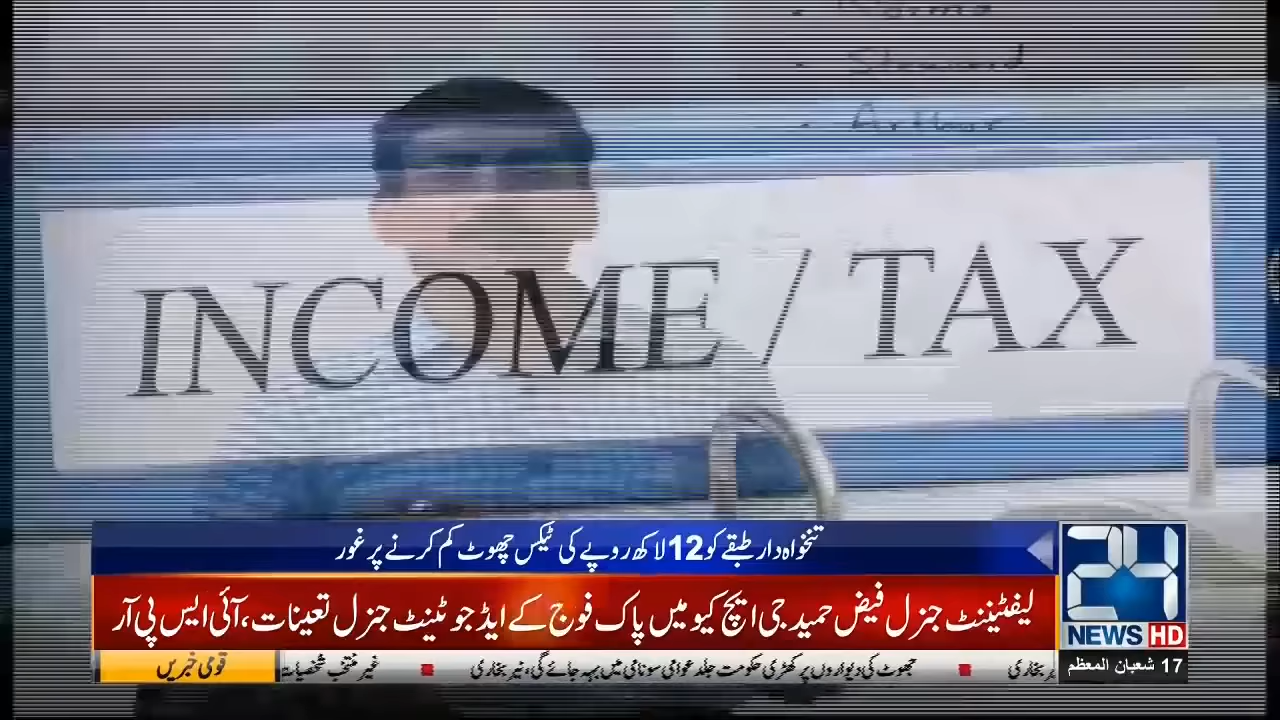 Steward
Arthur
INCOME / TAX
تنخواہ دار طبقے کو 12 لاکھ روپے کی ٹیکس چھوٹ کم کرنے پر غور
24
لیفٹیننٹ جنرل فیض حمید جی ایچ کیو میں پاک فوج کے ایڈجوٹینٹ جنرل تعینات، آئی ایس پی آر
NEWS HD
بخاری ■ جھوٹ کی دیواروں پر کھڑی حکومت جلد عوامی سونامی میں بہہ جائے گی، نیر بخاری ■ غیر منتخب شخصیات
قومی خبریں
17 شعبان المعظم